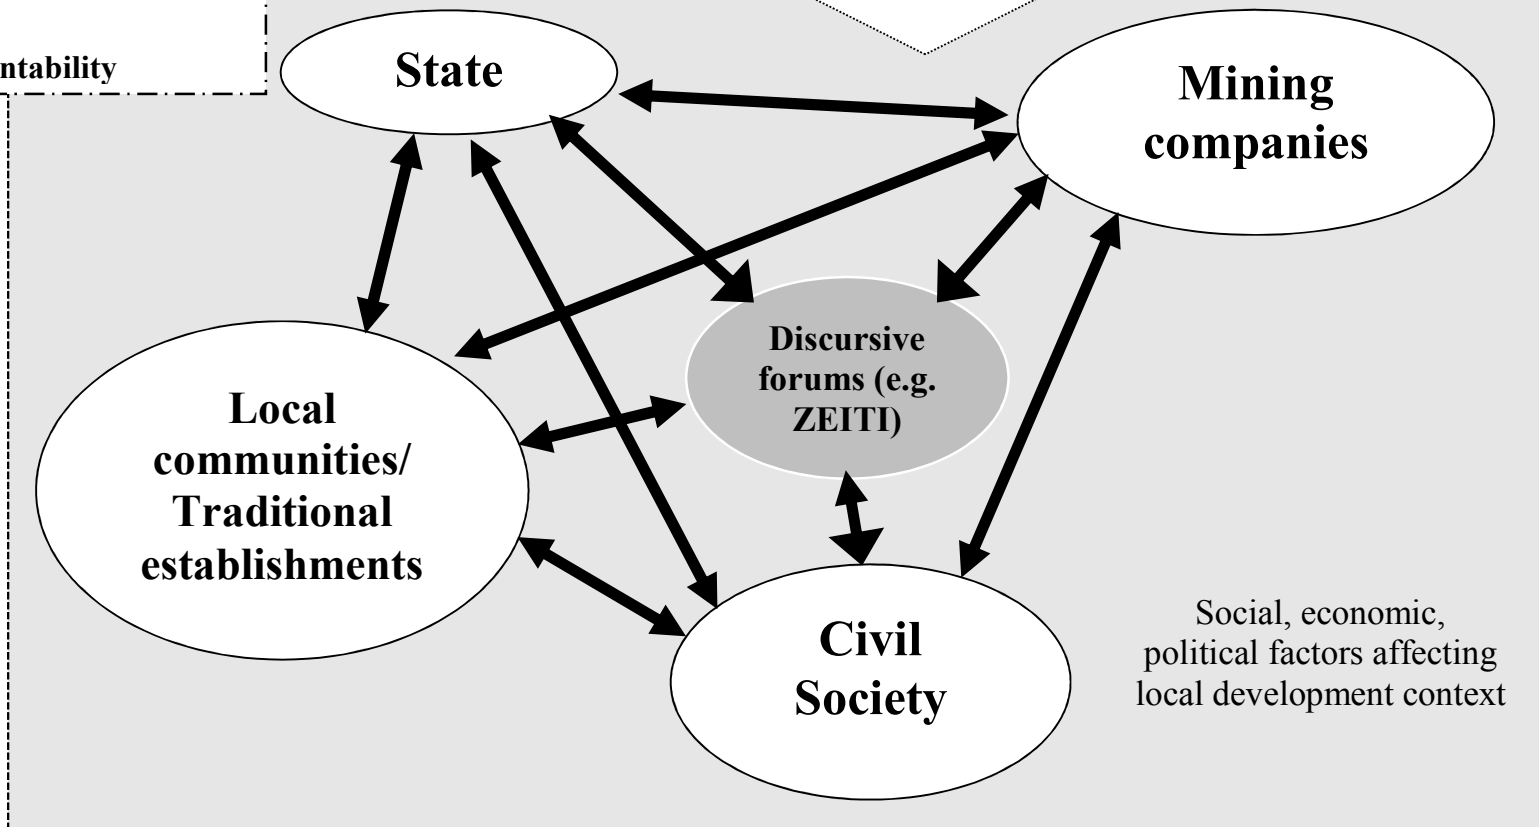 ntability
State
Mining
companies
Discursive
forums (e.g.
ZEITI)
Local
communities/
Traditional
establishments
Civil
Society
Social, economic,
political factors affecting
local development context